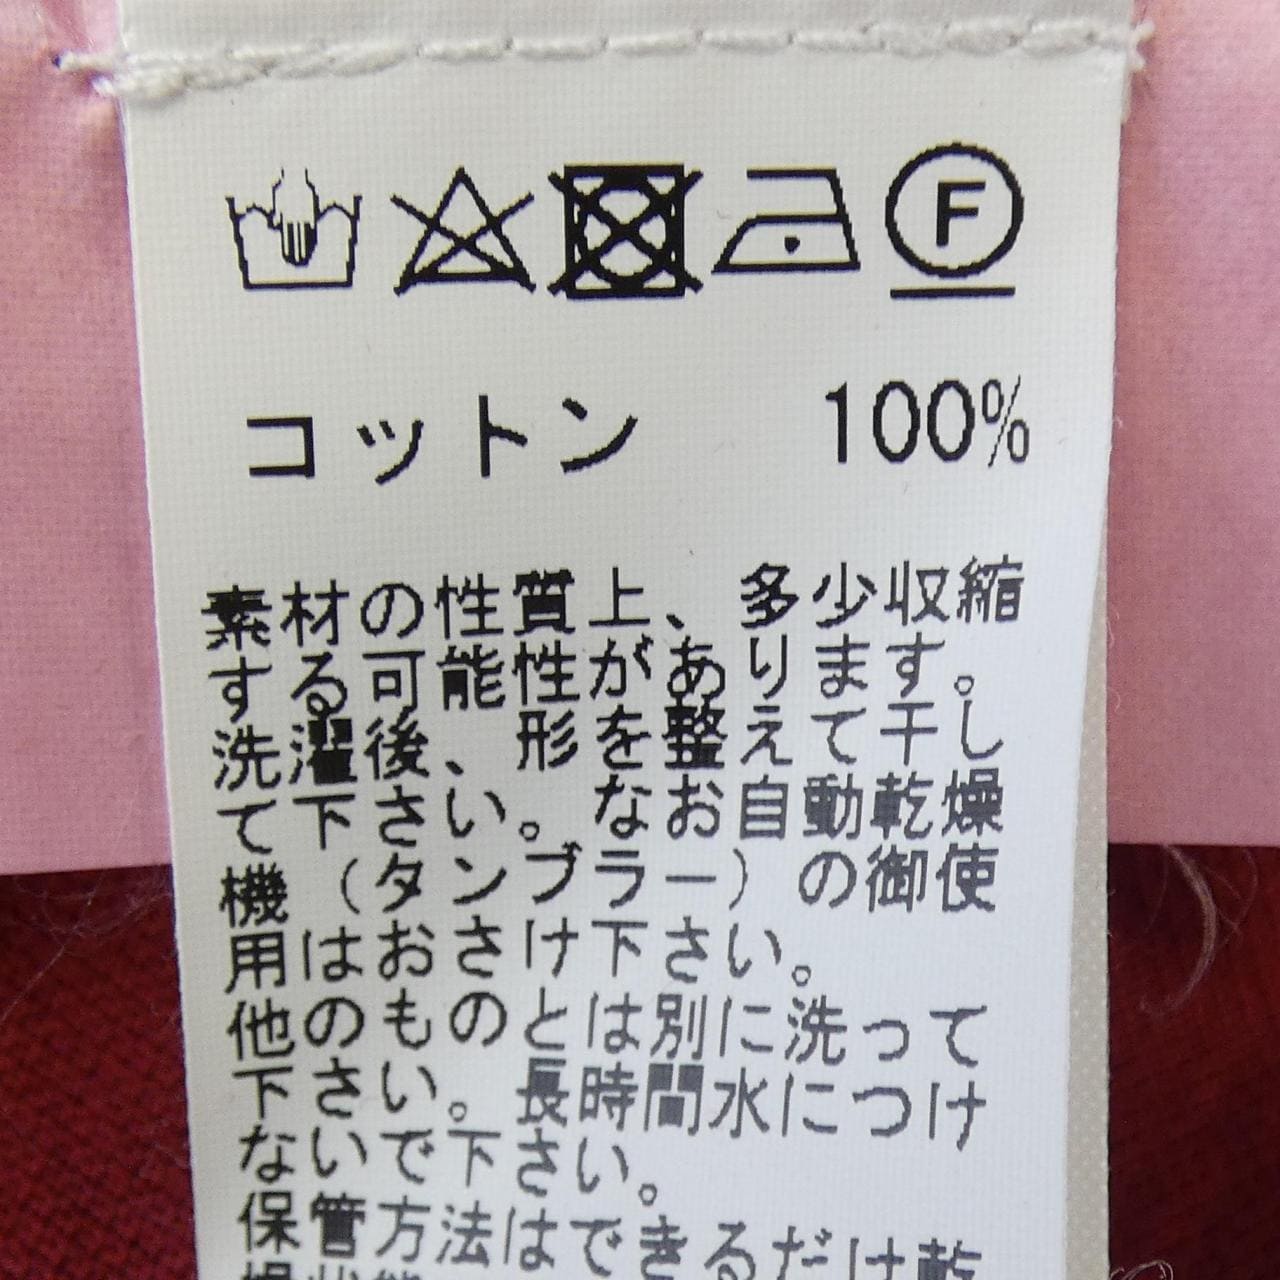 F
コットン 100%
素材の性質上、多少収縮
する可能性があります。
洗濯後、形を整えて干し
て下さい。なお自動乾燥
機（タンブラー）の御使
用はおさけ下さい。
他のものとは別に洗って
下さい。長時間水につけ
ないで下さい。
保管方法はできるだけ乾